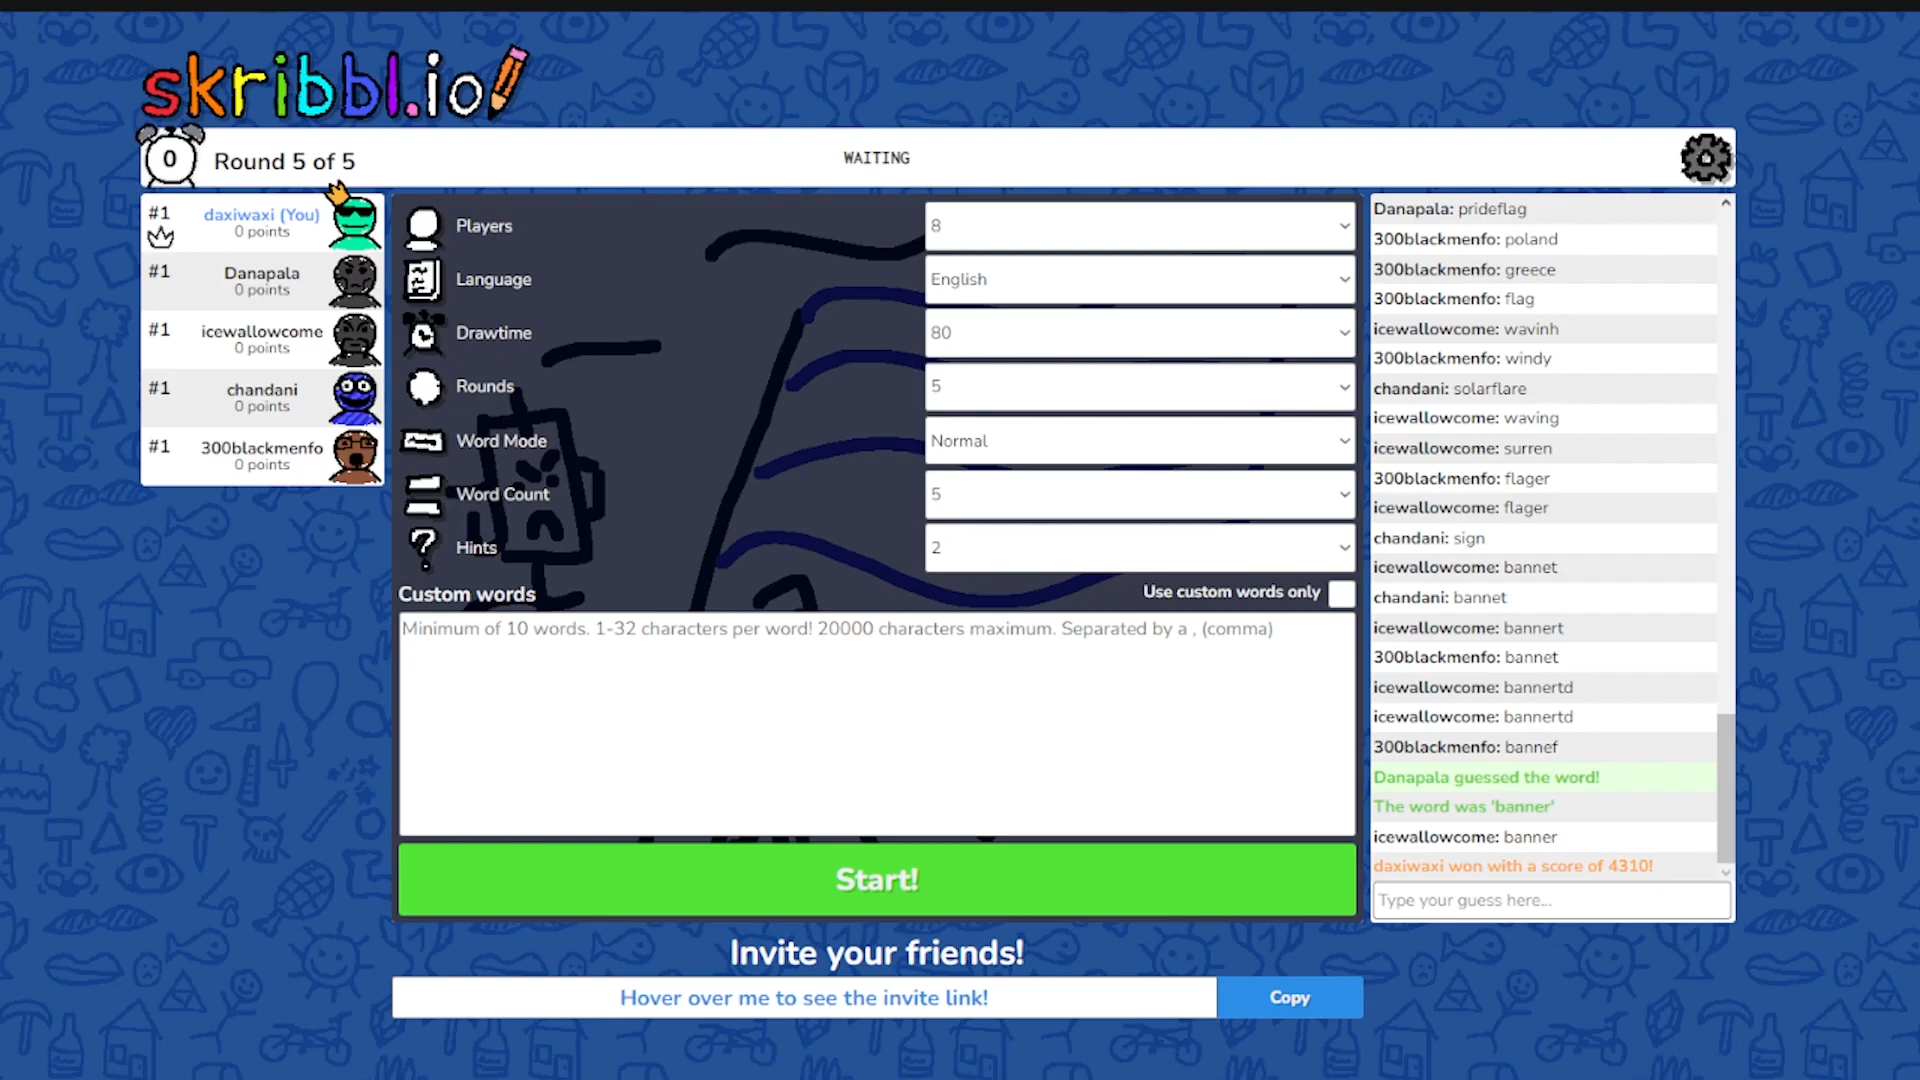 skribbl.io
0
Round 5 of 5
WAITING
#1
daxiwaxi (You)
0 points
#1
Danapala
0 points
#1
icewallowcome
0 points
#1
chandani
0 points
#1
300blackmenfo
0 points
Players
8
Language
English
Drawtime
80
Rounds
5
Word Mode
Normal
Word Count
5
Hints
2
Custom words
Use custom words only
Minimum of 10 words. 1-32 characters per word! 20000 characters maximum. Separated by a , (comma)
Start!
Invite your friends!
Hover over me to see the invite link!
Copy
Danapala: prideflag
300blackmenfo: poland
300blackmenfo: greece
300blackmenfo: flag
icewallowcome: wavinh
300blackmenfo: windy
chandani: solarflare
icewallowcome: waving
icewallowcome: surren
300blackmenfo: flager
icewallowcome: flager
chandani: sign
icewallowcome: bannet
chandani: bannet
icewallowcome: bannert
300blackmenfo: bannet
icewallowcome: bannertd
icewallowcome: bannertd
300blackmenfo: bannef
Danapala guessed the word!
The word was 'banner'
icewallowcome: banner
daxiwaxi won with a score of 4310!
Type your guess here...